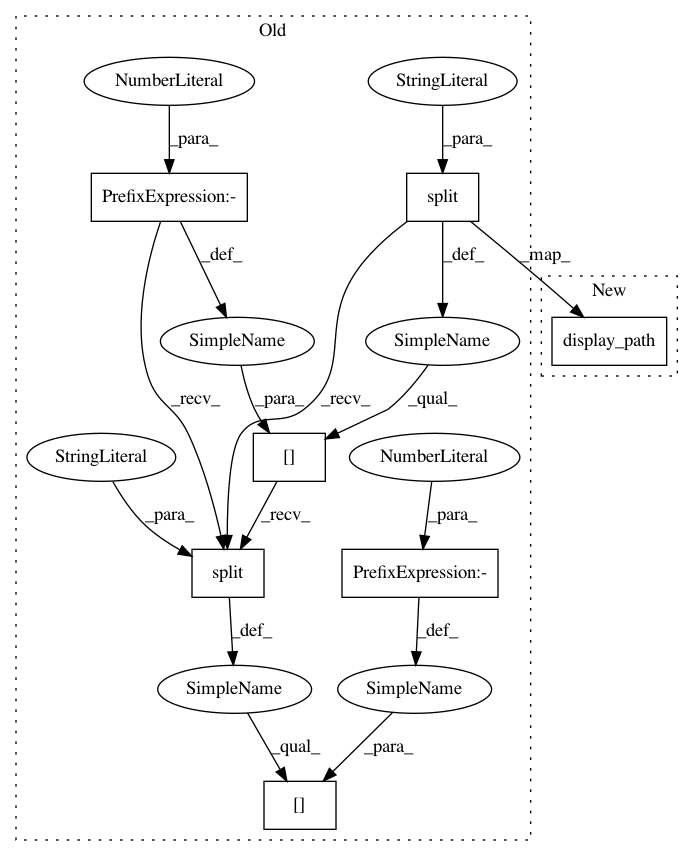 Old
NumberLiteral
StringLiteral
_para_
_para_
PrefixExpression:-
split
_def_
_def_
_map_
New
SimpleName
SimpleName
display_path
_recv_
_para_
_recv_
_qual_
StringLiteral
[]
NumberLiteral
_para_
_recv_
_para_
split
PrefixExpression:-
_def_
_def_
SimpleName
SimpleName
_qual_
_para_
[]